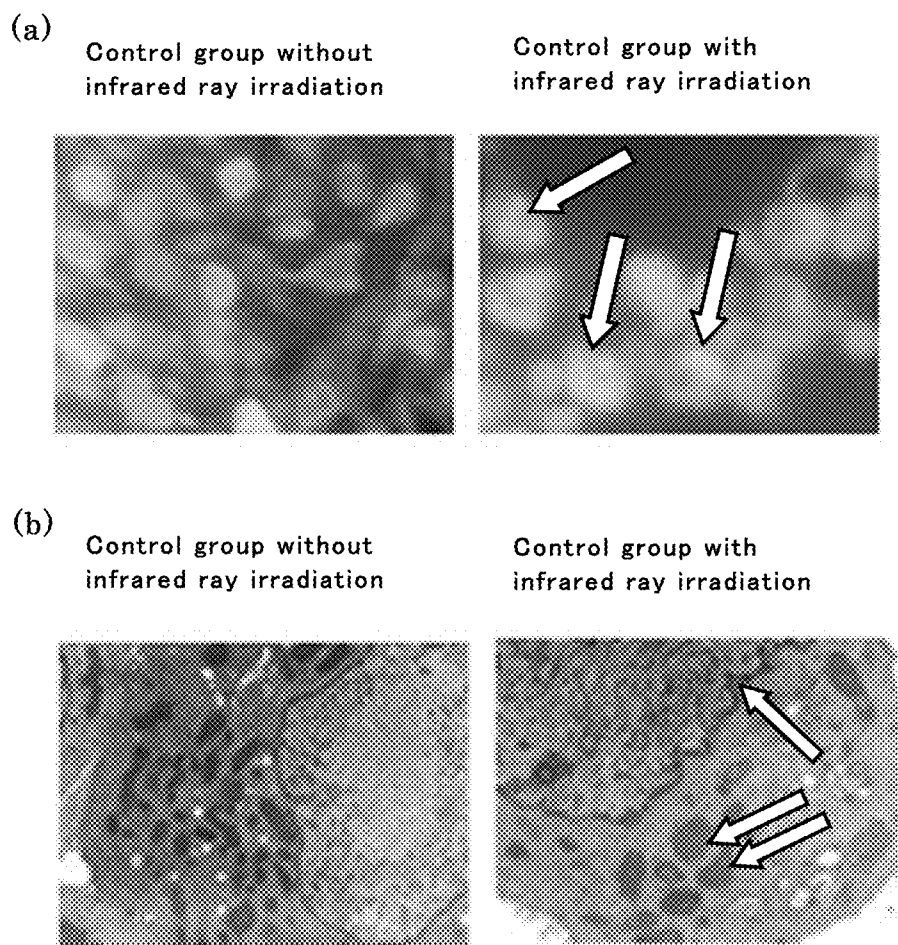 (a)
Control group without
infrared ray irradiation
Control group with
infrared ray irradiation
(b)
Control group without
infrared ray irradiation
Control group with
infrared ray irradiation